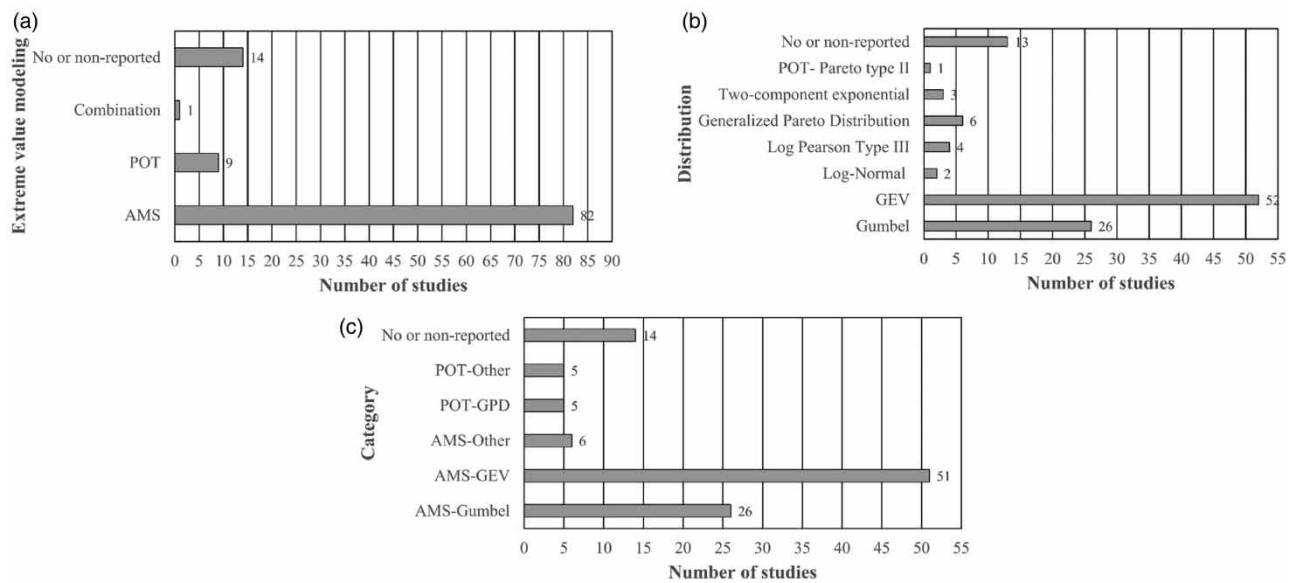 (a)
Extreme value modeling
No or non-reported
14
Combination
1
POT
9
AMS
82
0 5 10 15 20 25 30 35 40 45 50 55 60 65 70 75 80 85 90
Number of studies
(b)
Distribution
No or non-reported
13
POT- Pareto type II
1
Two-component exponential
3
Generalized Pareto Distribution
6
Log Pearson Type III
4
Log-Normal
2
GEV
52
Gumbel
26
0 5 10 15 20 25 30 35 40 45 50 55
Number of studies
(c)
Category
No or non-reported
14
POT-Other
5
POT-GPD
5
AMS-Other
6
AMS-GEV
51
AMS-Gumbel
26
0 5 10 15 20 25 30 35 40 45 50 55
Number of studies